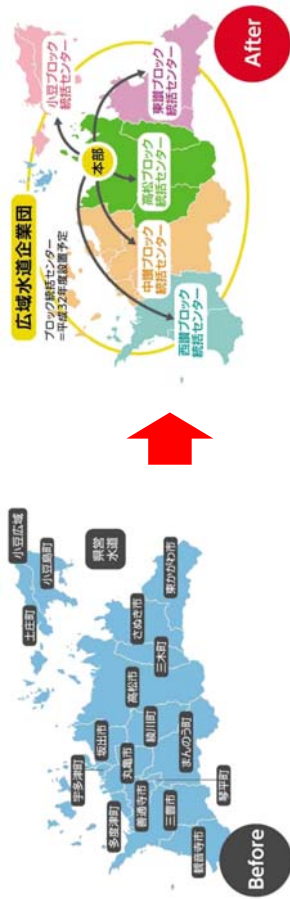 Before
小豆広域
土庄町
小豆島町
県営
水道
宇多津町
坂出市
多度津町
丸亀市
善通寺市
高松市
さぬき市
東かがわ市
三木町
綾川町
三豊市
まんのう町
観音寺市
琴平町
After
広域水道企業団
ブロック統括センター
=平成32年度設置予定
小豆ブロック
統括センター
本部
東讃ブロック
統括センター
高松ブロック
統括センター
中讃ブロック
統括センター
西讃ブロック
統括センター